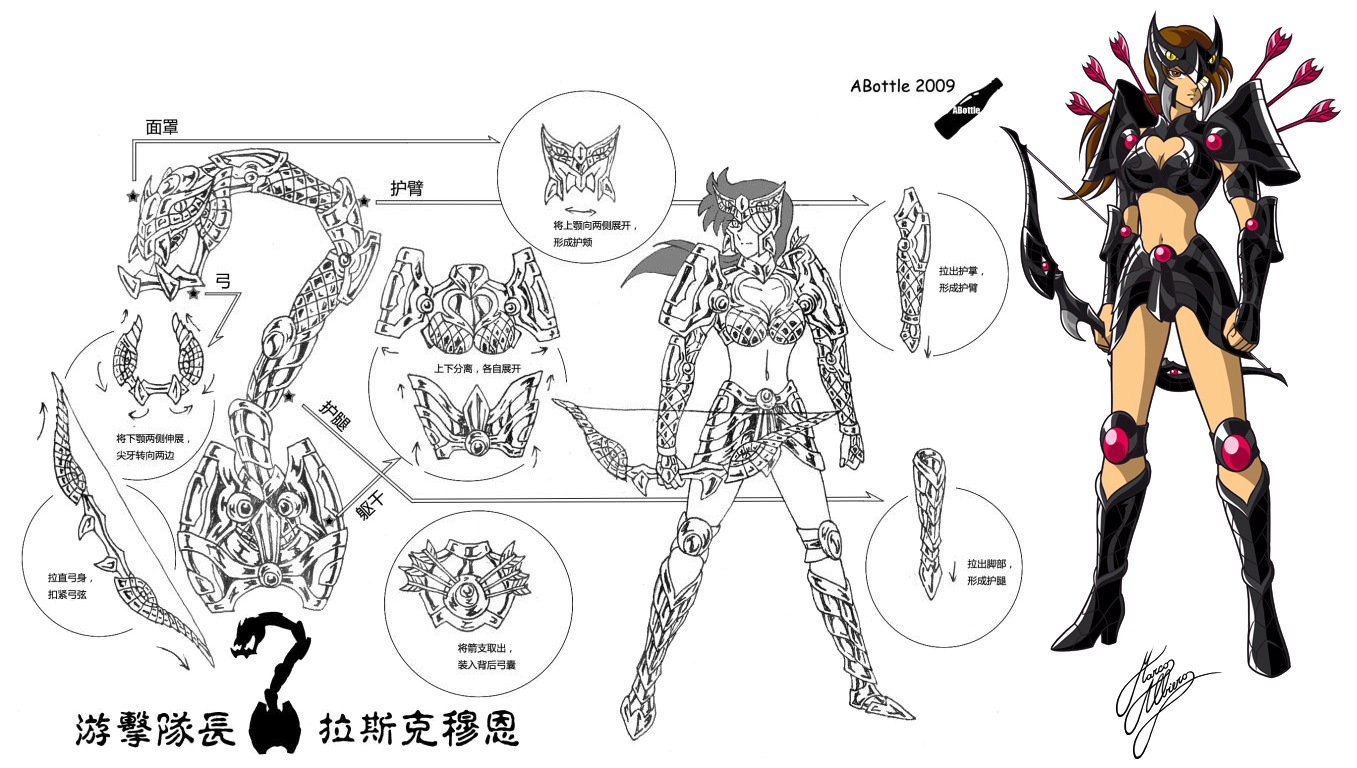 ABottle 2009
ABottle
面罩
护臂
将上颚向两侧展开，
形成护颊
拉出护掌，
形成护臂
弓
上下分离，各自展开
护腿
将下颚两侧伸展，
尖牙转向两边
躯干
拉直弓身，
扣紧弓弦
拉出脚部，
形成护腿
将箭支取出，
装入背后弓囊
Marco Albiero
游擊隊長 拉斯克穆恩